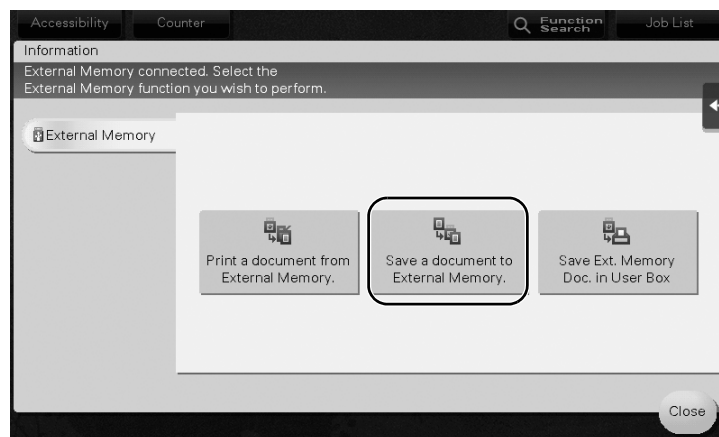 Accessibility
Counter
Function
Search
Job List
Information
External Memory connected. Select the
External Memory function you wish to perform.
External Memory
Print a document from
External Memory.
Save a document to
External Memory.
Save Ext. Memory
Doc. in User Box
Close